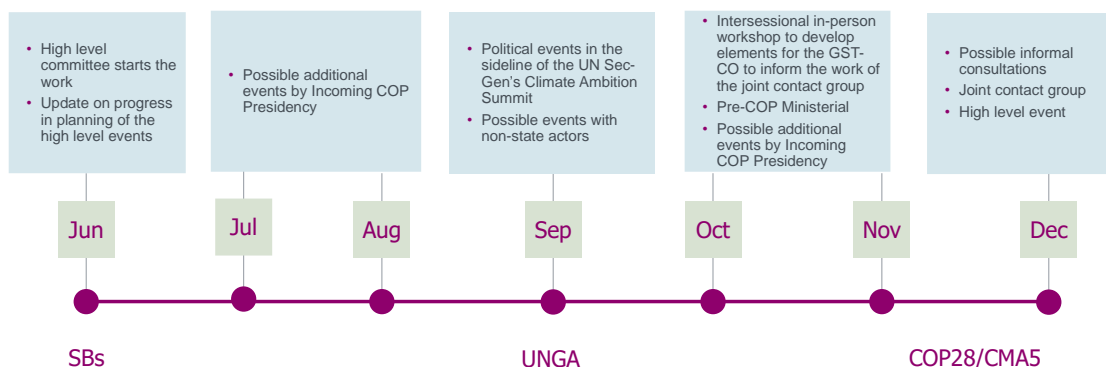 • High level
committee starts the
work
• Update on progress
in planning of the
high level events
• Possible additional
events by Incoming COP
Presidency
• Political events in the
sideline of the UN Sec-
Gen's Climate Ambition
Summit
• Possible events with
non-state actors
• Intersessional in-person
workshop to develop
elements for the GST-
CO to inform the work of
the joint contact group
• Pre-COP Ministerial
• Possible additional
events by Incoming
COP Presidency
• Possible informal
consultations
• Joint contact group
• High level event
Jun
Jul
Aug
Sep
Oct
Nov
Dec
SBs
UNGA
COP28/CMA5